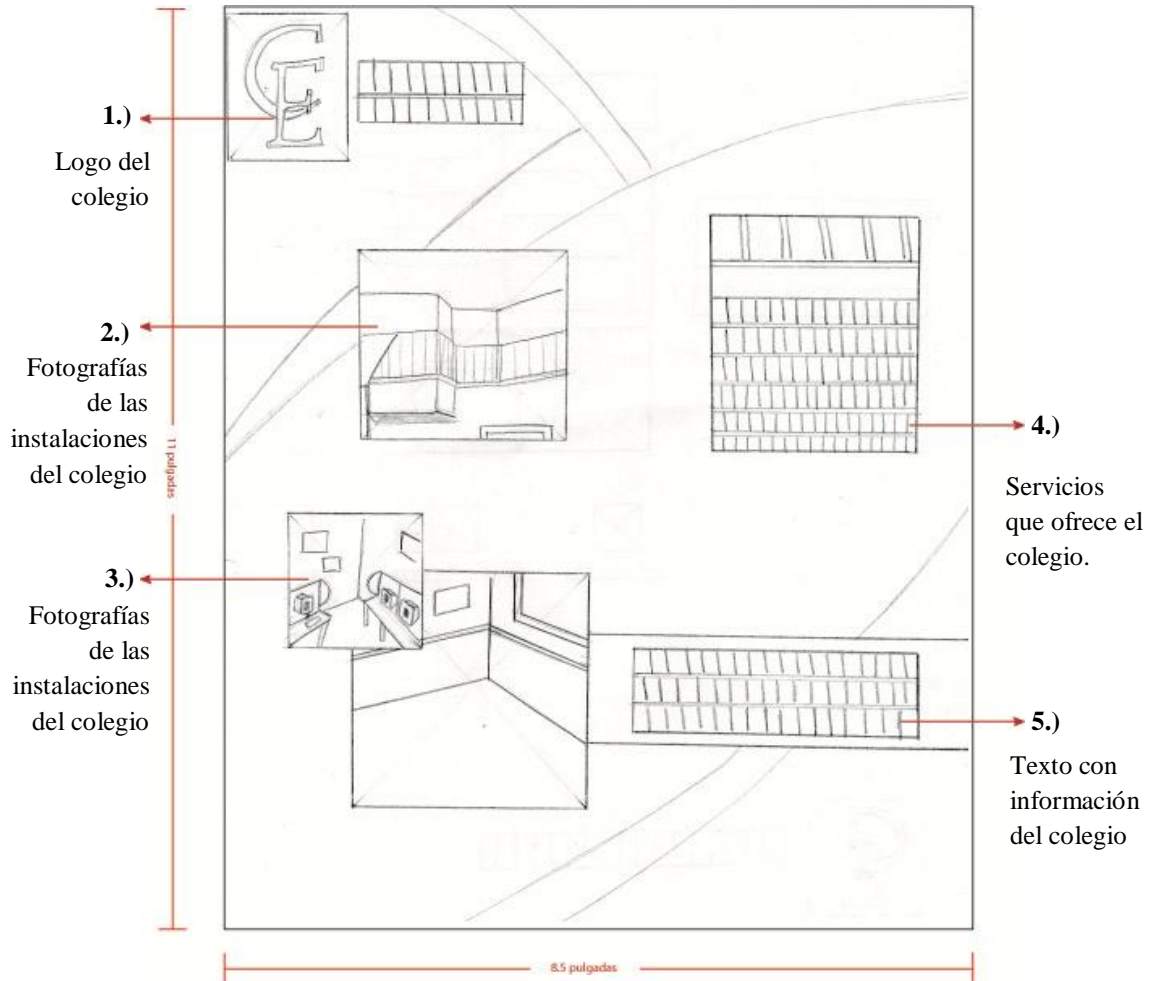 CE
1.)
Logo del
colegio
2.)
Fotografías
de las
instalaciones
del colegio
11 pulgadas
3.)
Fotografías
de las
instalaciones
del colegio
4.)
Servicios
que ofrece el
colegio.
5.)
Texto con
información
del colegio
8.5 pulgadas